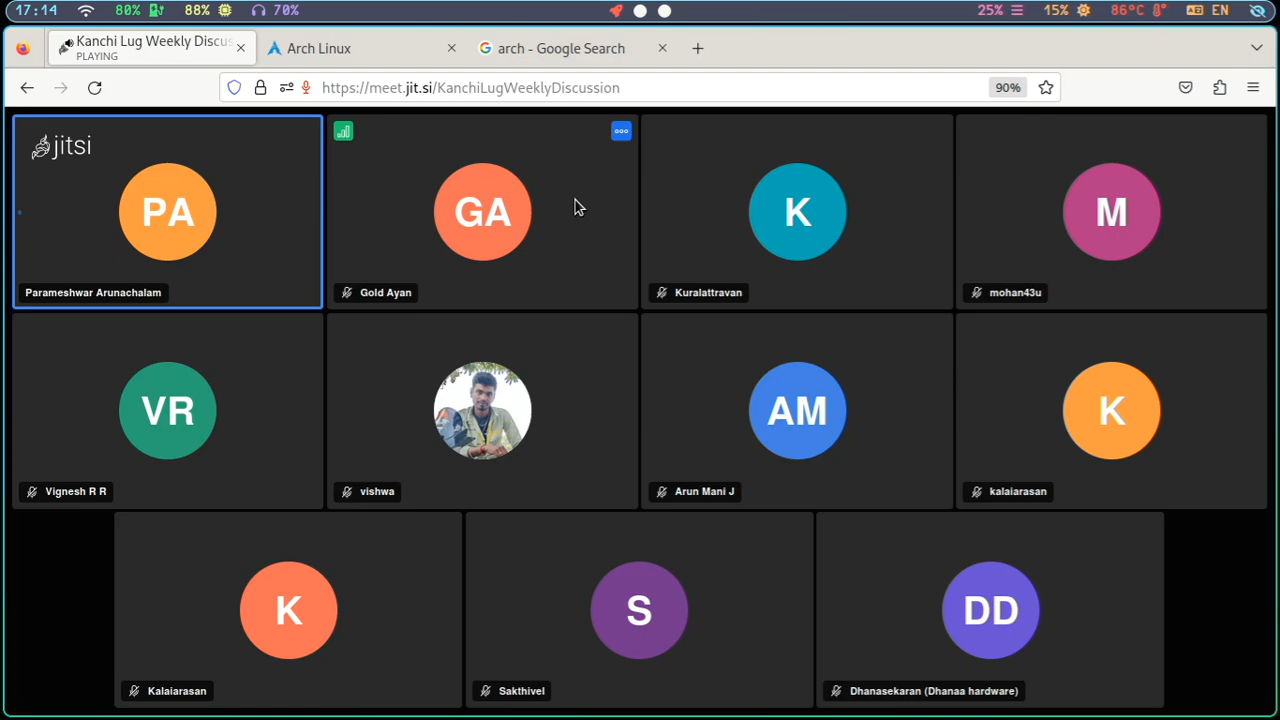 17:14 80% 88% 70% 25% 15% 86°C EN
Kanchi Lug Weekly Discus
PLAYING
Arch Linux
arch - Google Search
https://meet.jit.si/KanchiLugWeeklyDiscussion
90%
jitsi
PA
GA
K
M
Parameshwar Arunachalam
Gold Ayan
Kuralattravan
mohan43u
VR
AM
K
Vignesh R R
vishwa
Arun Mani J
kalaiarasan
K
S
DD
Kalaiarasan
Sakthivel
Dhanasekaran (Dhanaa hardware)